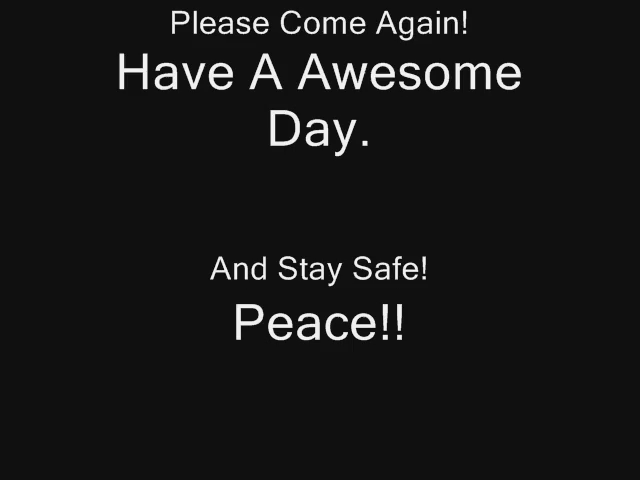 Please Come Again!
Have A Awesome
Day.
And Stay Safe!
Peace!!